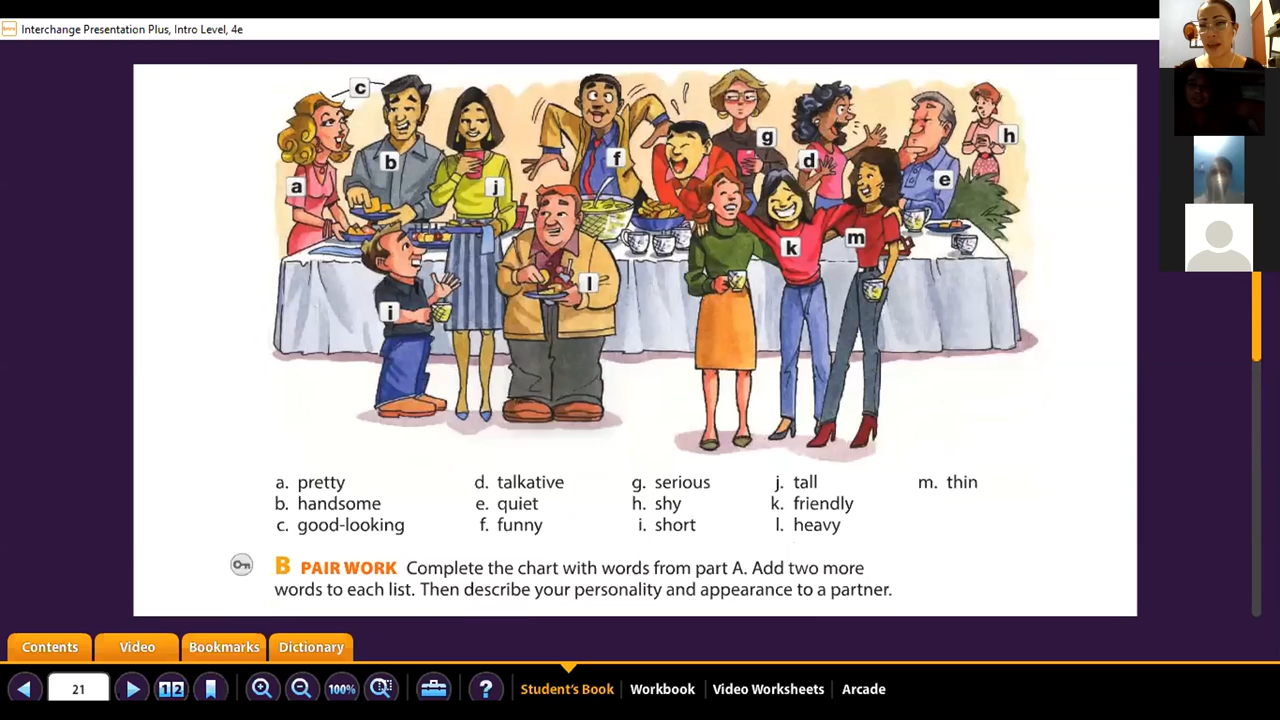 Interchange Presentation Plus, Intro Level, 4e
c
h
g
b
f
d
a
j
e
m
k
l
i
a. pretty
b. handsome
c. good-looking
d. talkative
e. quiet
f. funny
g. serious
h. shy
i. short
j. tall
k. friendly
l. heavy
m. thin
B PAIR WORK Complete the chart with words from part A. Add two more
words to each list. Then describe your personality and appearance to a partner.
Contents Video Bookmarks Dictionary
21 1 2 100% ? Student's Book Workbook Video Worksheets Arcade